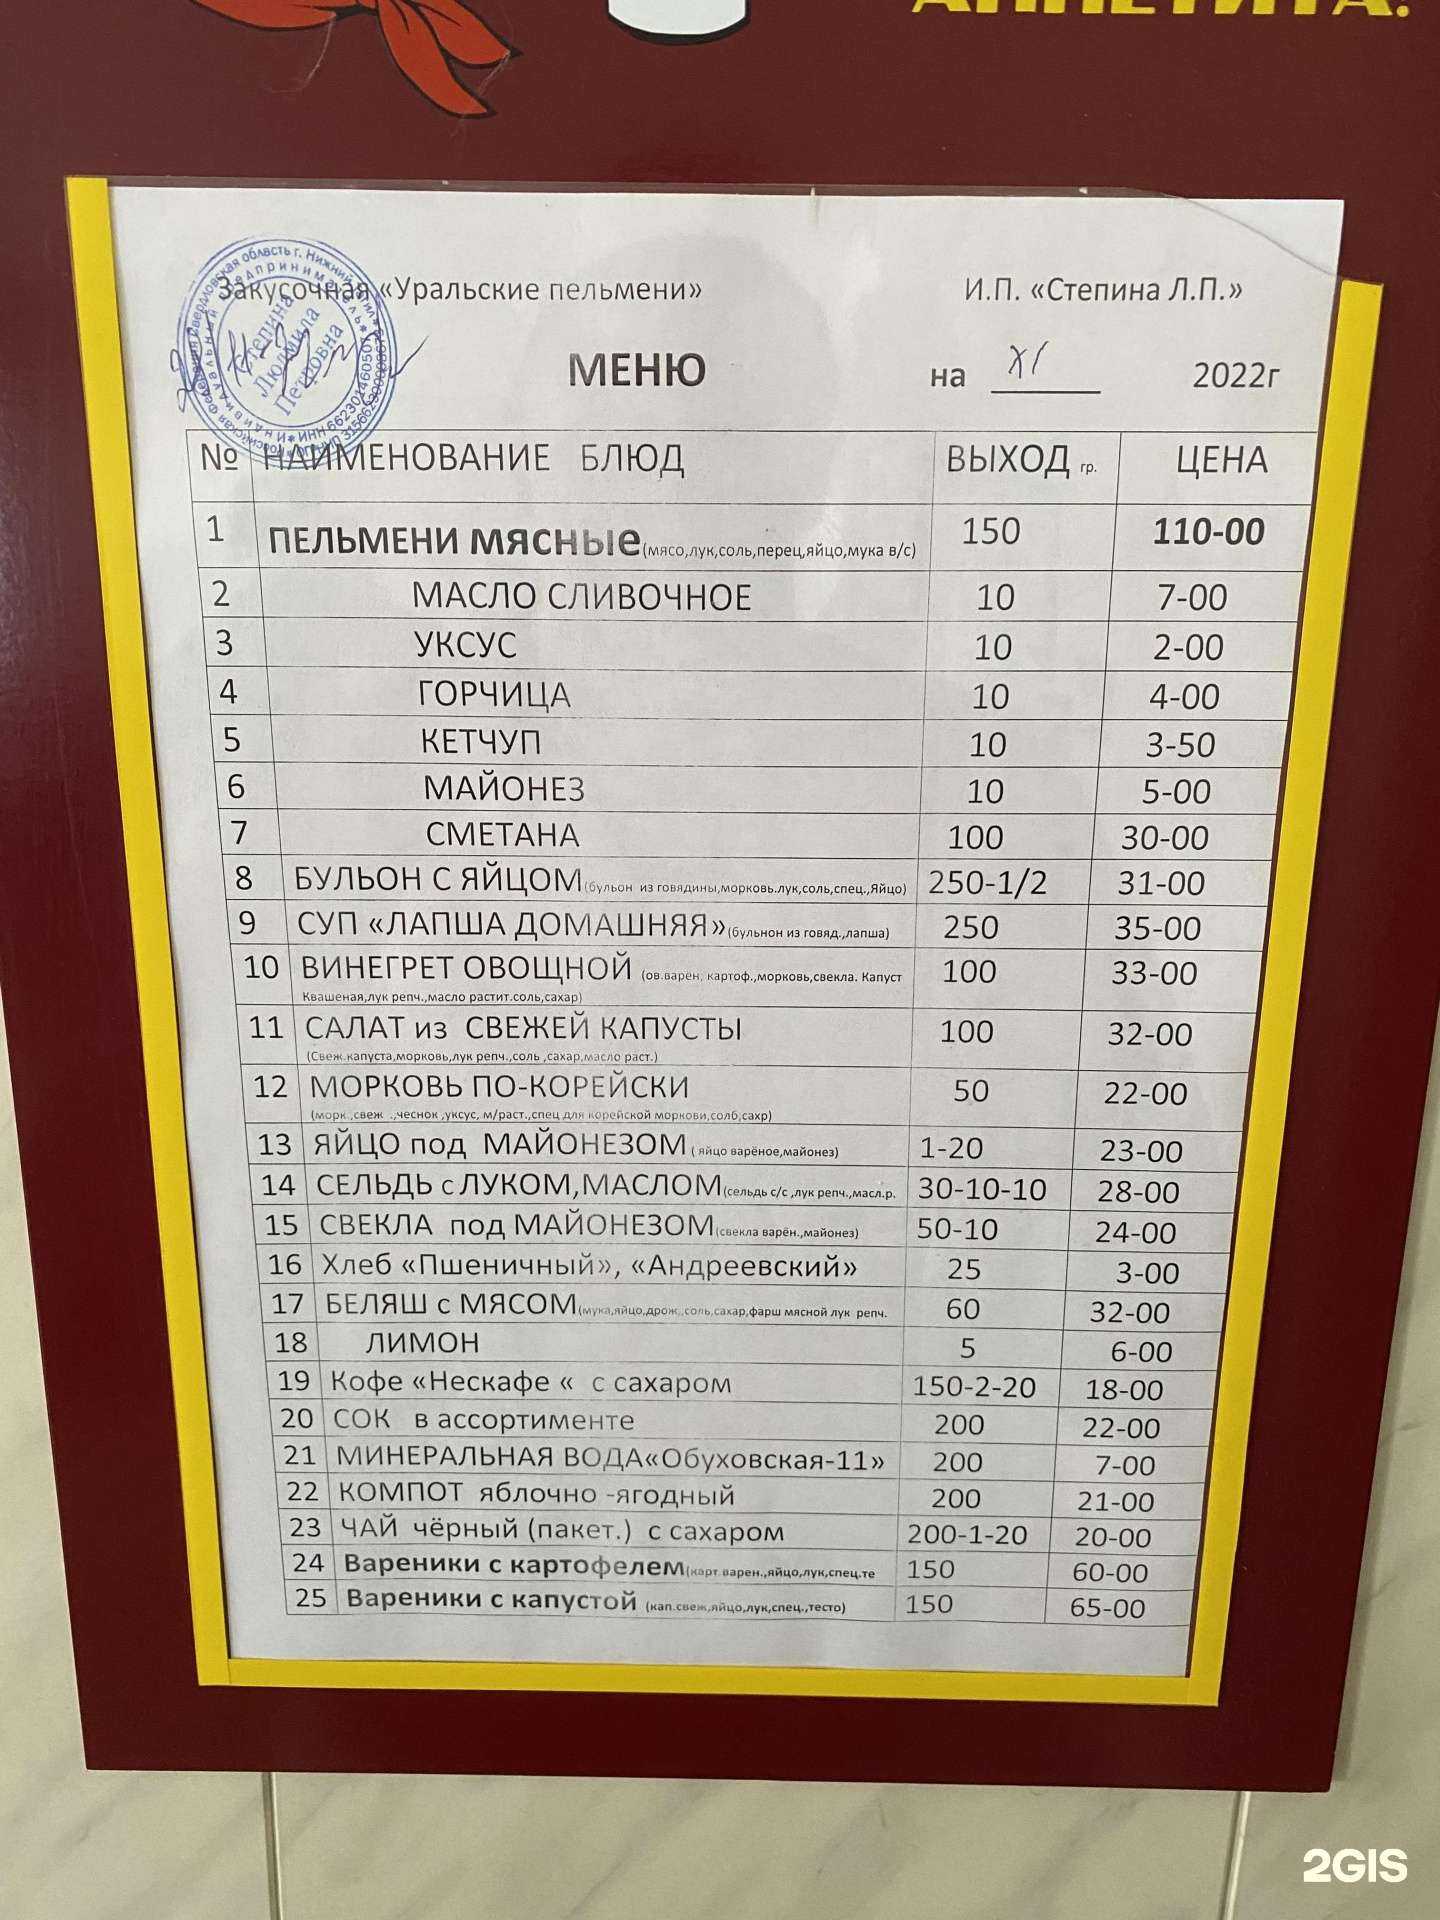 АППЕТИТА!
Закусочная «Уральские пельмени» И.П. «Степина Л.П.»
Степина
Людмила
Петровна
МЕНЮ на XI 2022г
№ НАИМЕНОВАНИЕ БЛЮД ВЫХОД гр. ЦЕНА
1 ПЕЛЬМЕНИ мясные(мясо,лук,соль,перец,яйцо,мука в/с) 150 110-00
2 МАСЛО СЛИВОЧНОЕ 10 7-00
3 УКСУС 10 2-00
4 ГОРЧИЦА 10 4-00
5 КЕТЧУП 10 3-50
6 МАЙОНЕЗ 10 5-00
7 СМЕТАНА 100 30-00
8 БУЛЬОН С ЯЙЦОМ(бульон из говядины,морковь.лук,соль,спец.,Яйцо) 250-1/2 31-00
9 СУП «ЛАПША ДОМАШНЯЯ»(бульнон из говяд.,лапша) 250 35-00
10 ВИНЕГРЕТ ОВОЩНОЙ (ов.варен, картоф.,морковь,свекла. Капуст 100 33-00
Квашеная,лук репч.,масло растит.соль,сахар)
11 САЛАТ из СВЕЖЕЙ КАПУСТЫ 100 32-00
(Свеж.капуста,морковь,лук репч.,соль ,сахар,масло раст.)
12 МОРКОВЬ ПО-КОРЕЙСКИ 50 22-00
(морк.,свеж .,чеснок ,уксус, м/раст.,спец для корейской моркови,солб,сахр)
13 ЯЙЦО под МАЙОНЕЗОМ ( яйцо варёное,майонез) 1-20 23-00
14 СЕЛЬДЬ с ЛУКОМ,МАСЛОМ(сельдь с/с ,лук репч.,масл.р. 30-10-10 28-00
15 СВЕКЛА под МАЙОНЕЗОМ(свекла варён.,майонез) 50-10 24-00
16 Хлеб «Пшеничный», «Андреевский» 25 3-00
17 БЕЛЯШ с МЯСОМ(мука,яйцо,дрож.,соль,сахар,фарш мясной лук репч. 60 32-00
18 ЛИМОН 5 6-00
19 Кофе «Нескафе « с сахаром 150-2-20 18-00
20 СОК в ассортименте 200 22-00
21 МИНЕРАЛЬНАЯ ВОДА«Обуховская-11» 200 7-00
22 КОМПОТ яблочно -ягодный 200 21-00
23 ЧАЙ чёрный (пакет.) с сахаром 200-1-20 20-00
24 Вареники с картофелем(карт.варен.,яйцо,лук,спец.те 150 60-00
25 Вареники с капустой (кап.свеж,яйцо,лук,спец.,тесто) 150 65-00
2GIS